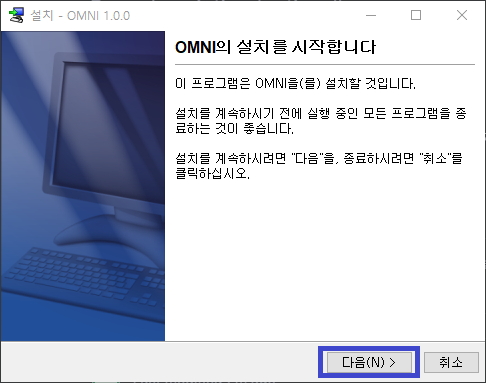 설치 - OMNI 1.0.0
OMNI의 설치를 시작합니다
이 프로그램은 OMNI을(를) 설치할 것입니다.
설치를 계속하시기 전에 실행 중인 모든 프로그램을 종
료하는 것이 좋습니다.
설치를 계속하시려면 "다음"을, 종료하시려면 "취소"를
클릭하십시오.
다음(N) >
취소